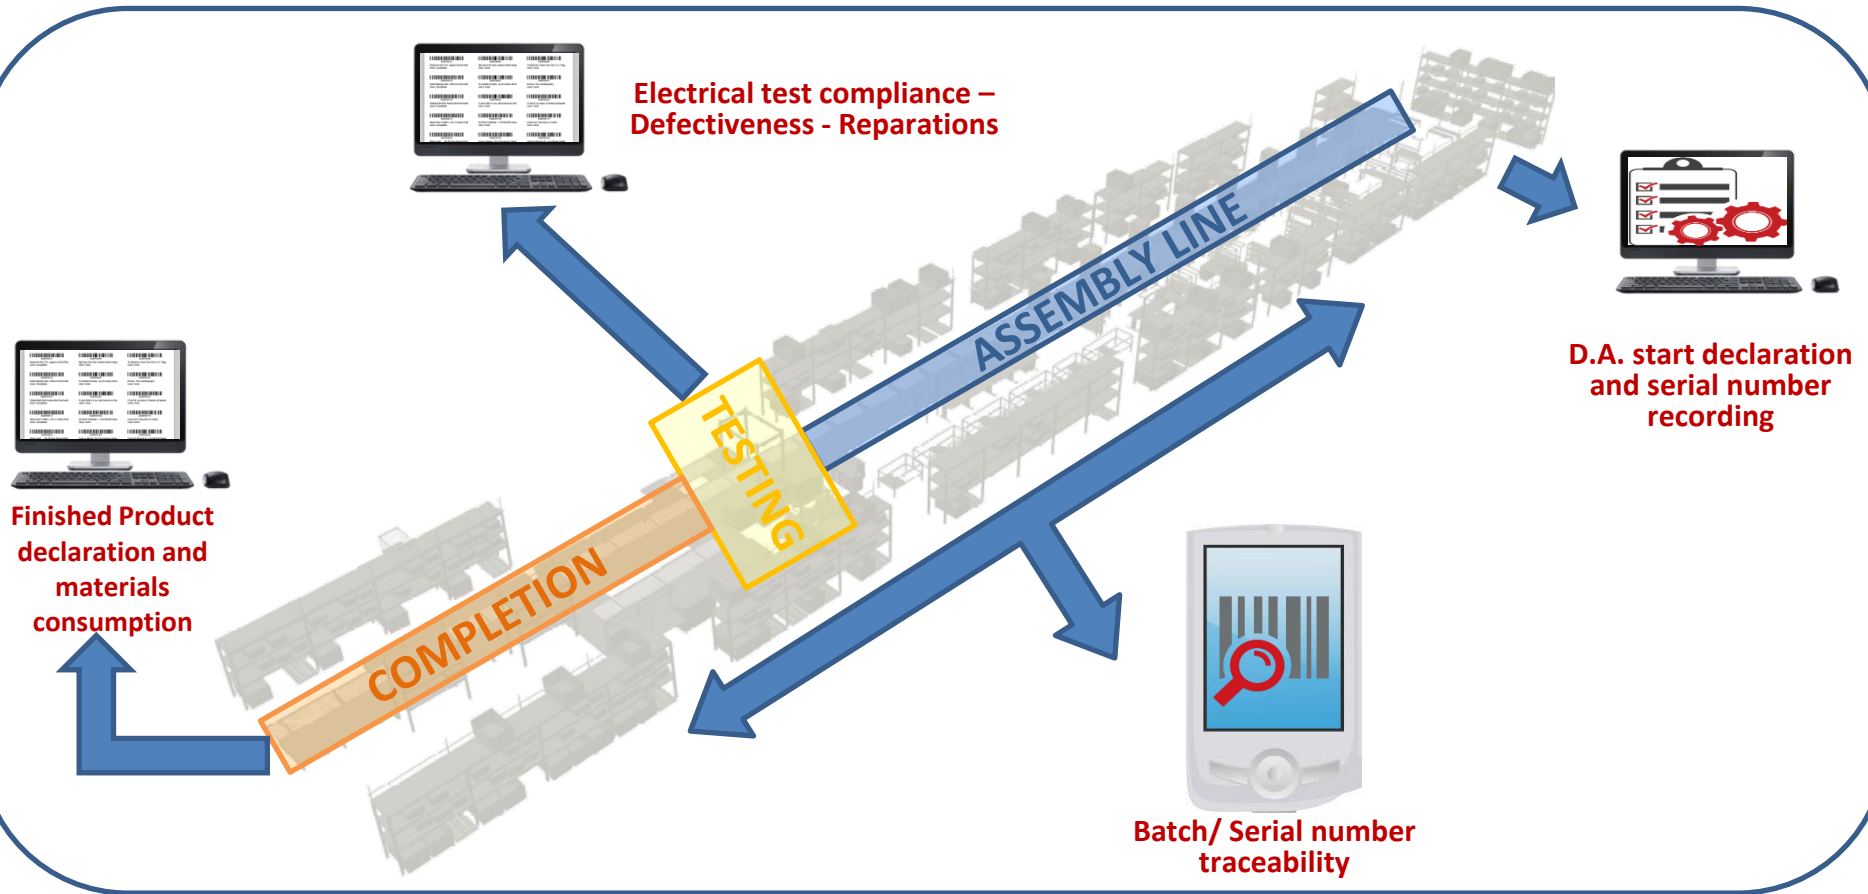 Electrical test compliance –
Defectiveness - Reparations
ASSEMBLY LINE
D.A. start declaration
and serial number
recording
TESTING
Finished Product
declaration and
materials
consumption
COMPLETION
Batch/ Serial number
traceability